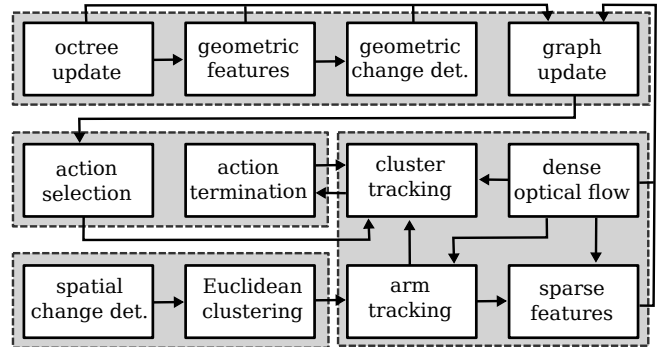 octree
update
geometric
features
geometric
change det.
graph
update
action
selection
action
termination
cluster
tracking
dense
optical flow
spatial
change det.
Euclidean
clustering
arm
tracking
sparse
features